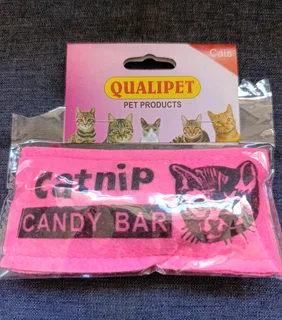 Cats
QUALIPET
PET PRODUCTS
catnip
CANDY BAR